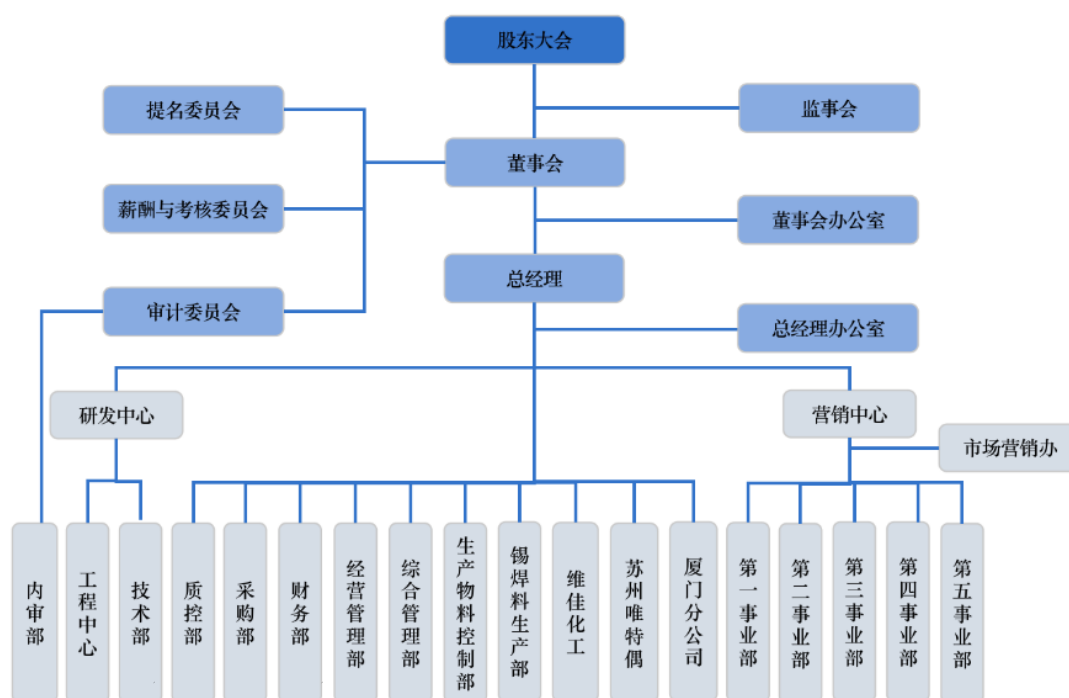 股东大会
提名委员会
监事会
董事会
薪酬与考核委员会
董事会办公室
总经理
审计委员会
总经理办公室
研发中心
营销中心
市场营销办
内审部
工程中心
技术部
质控部
采购部
财务部
经营管理部
综合管理部
生产物料控制部
锡焊料生产部
维佳化工
苏州唯特偶
厦门分公司
第一事业部
第二事业部
第三事业部
第四事业部
第五事业部